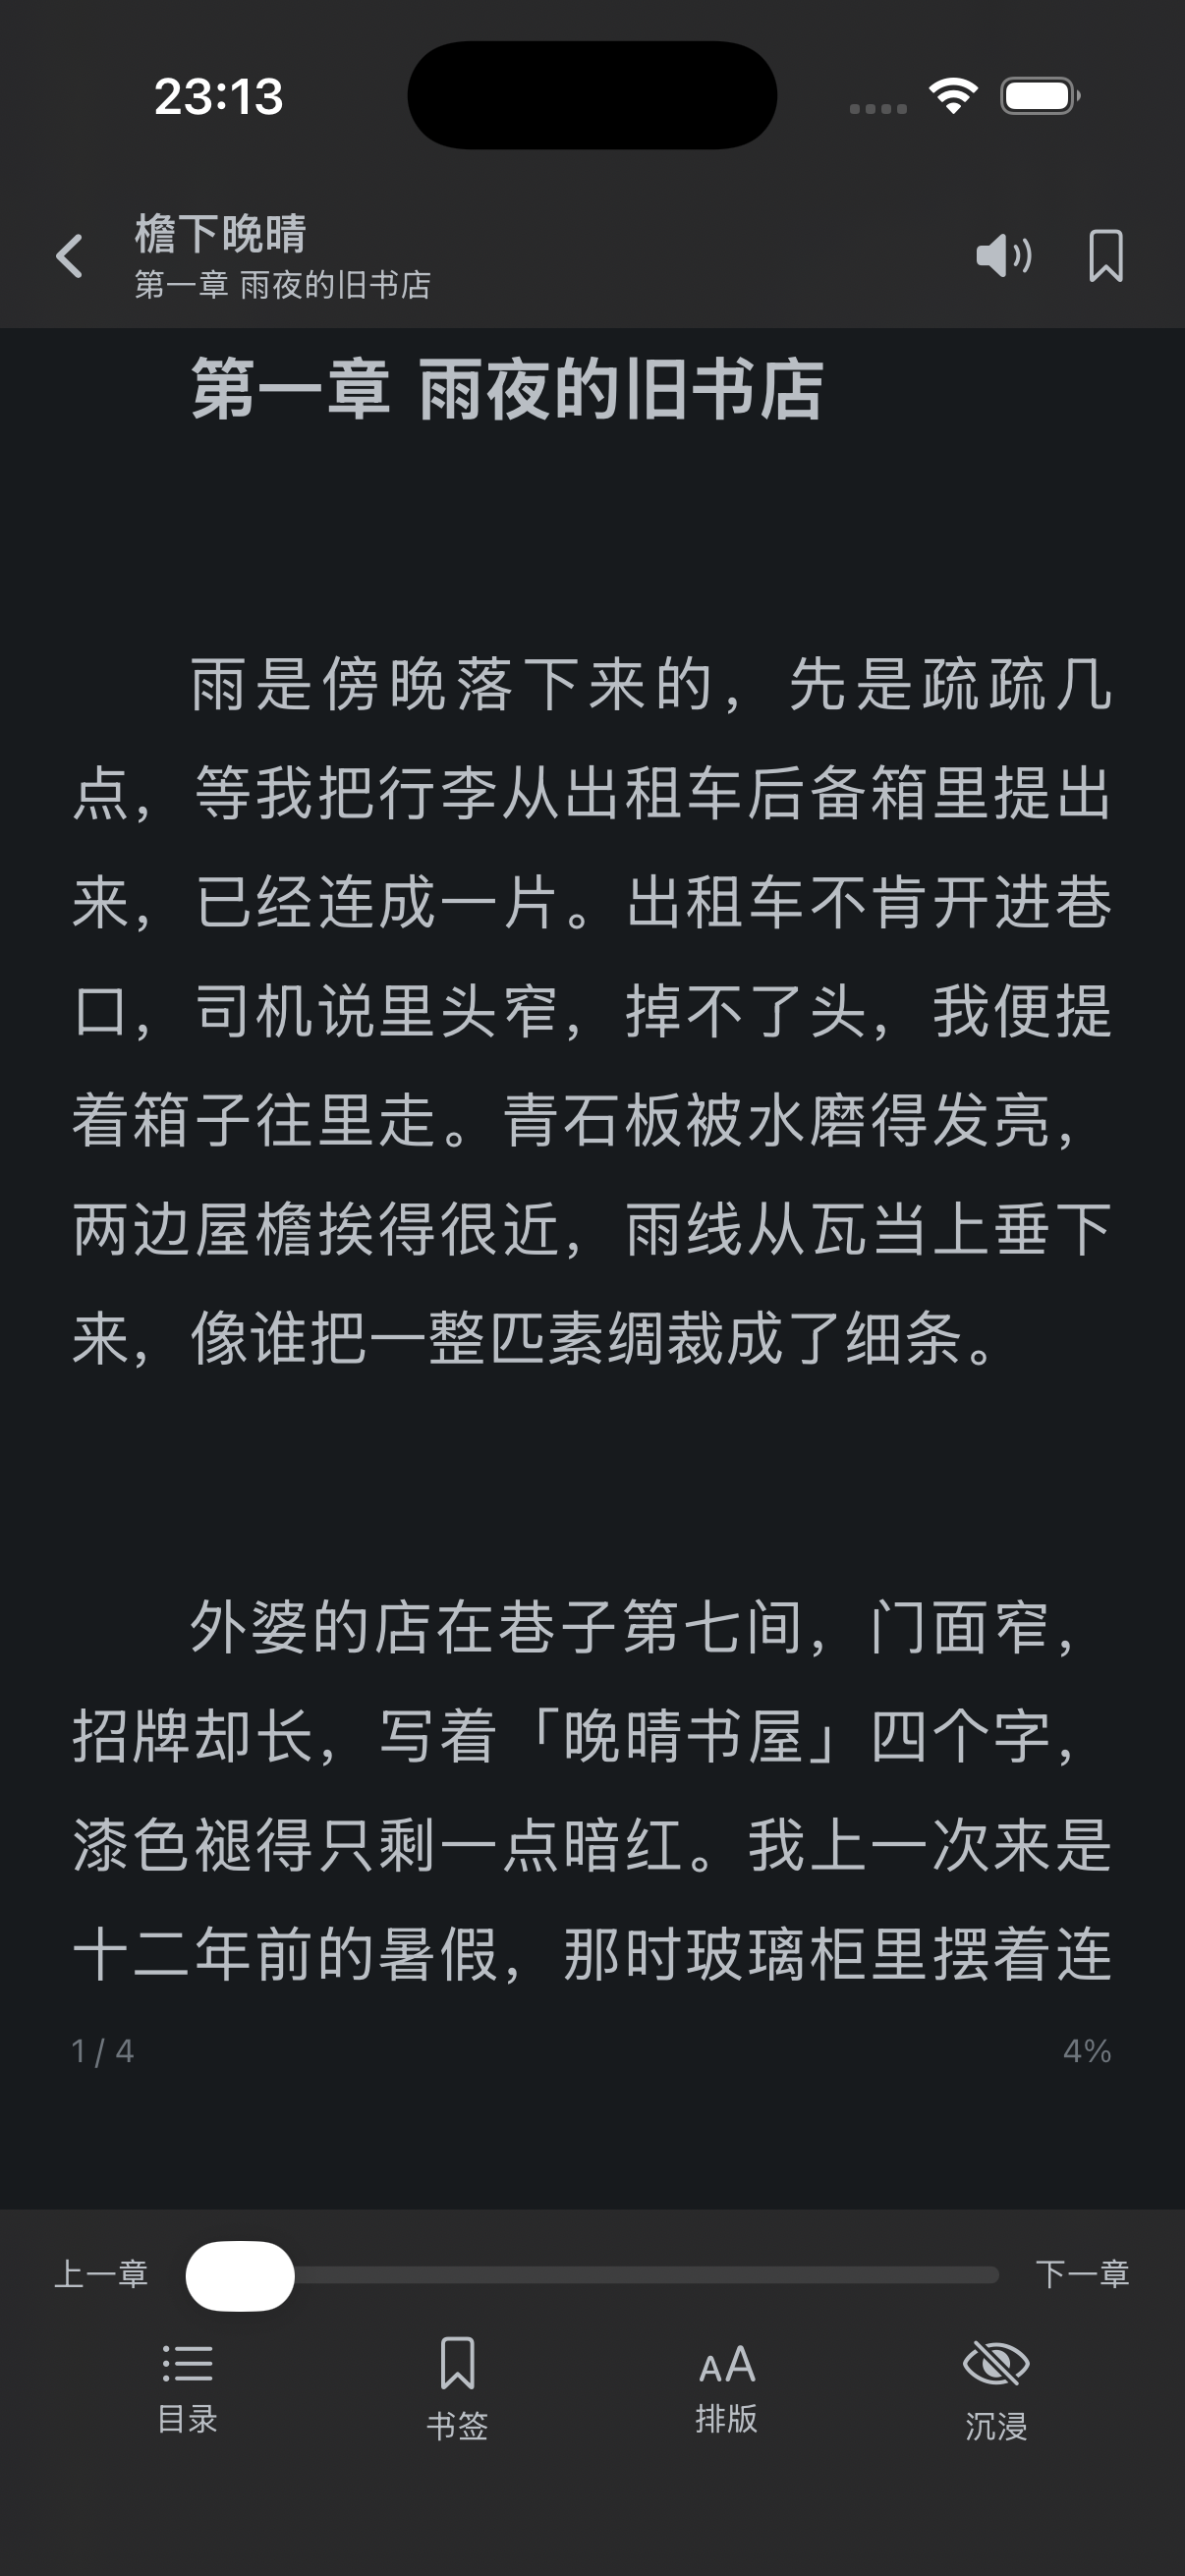 23:13
檐下晚晴
第一章 雨夜的旧书店
第一章 雨夜的旧书店
雨是傍晚落下来的，先是疏疏几
点，等我把行李从出租车后备箱里提出
来，已经连成一片。出租车不肯开进巷
口，司机说里头窄，掉不了头，我便提
着箱子往里走。青石板被水磨得发亮，
两边屋檐挨得很近，雨线从瓦当上垂下
来，像谁把一整匹素绸裁成了细条。
外婆的店在巷子第七间，门面窄，
招牌却长，写着「晚晴书屋」四个字，
漆色褪得只剩一点暗红。我上一次来是
十二年前的暑假，那时玻璃柜里摆着连
1 / 4
4%
上一章
下一章
目录
书签
AA
排版
沉浸